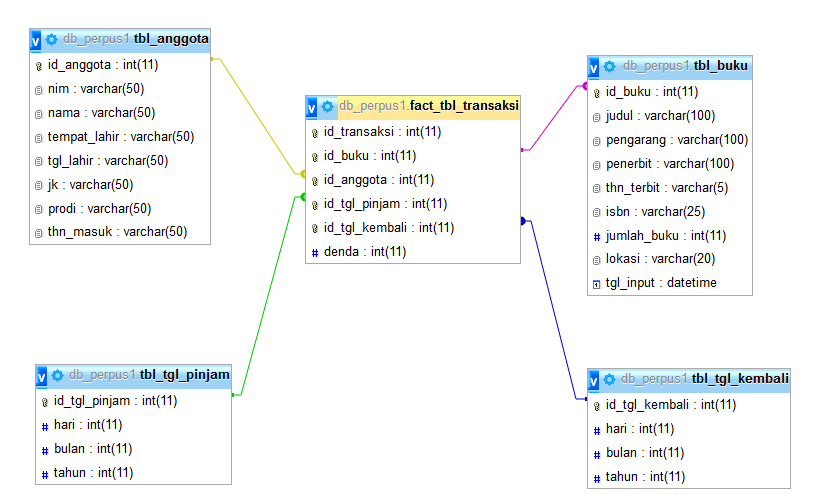 v db_perpus1.tbl_anggota
id_anggota : int(11)
nim : varchar(50)
nama : varchar(50)
tempat_lahir : varchar(50)
tgl_lahir : varchar(50)
jk : varchar(50)
prodi : varchar(50)
thn_masuk : varchar(50)
v db_perpus1.fact_tbl_transaksi
id_transaksi : int(11)
id_buku : int(11)
id_anggota : int(11)
id_tgl_pinjam : int(11)
id_tgl_kembali : int(11)
# denda : int(11)
v db_perpus1.tbl_buku
id_buku : int(11)
judul : varchar(100)
pengarang : varchar(100)
penerbit : varchar(100)
thn_terbit : varchar(5)
isbn : varchar(25)
# jumlah_buku : int(11)
lokasi : varchar(20)
tgl_input : datetime
v db_perpus1.tbl_tgl_pinjam
id_tgl_pinjam : int(11)
# hari : int(11)
# bulan : int(11)
# tahun : int(11)
v db_perpus1.tbl_tgl_kembali
id_tgl_kembali : int(11)
# hari : int(11)
# bulan : int(11)
# tahun : int(11)